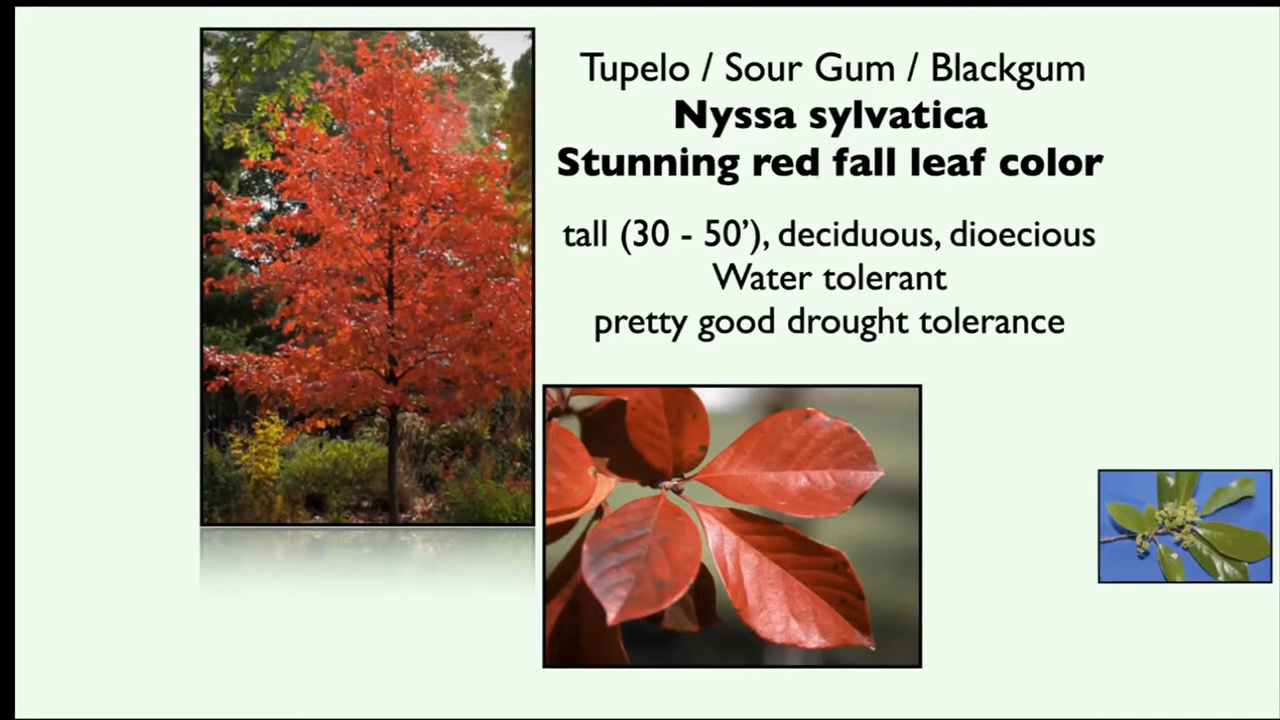 Tupelo / Sour Gum / Blackgum
Nyssa sylvatica
Stunning red fall leaf color
tall (30 - 50’), deciduous, dioecious
Water tolerant
pretty good drought tolerance